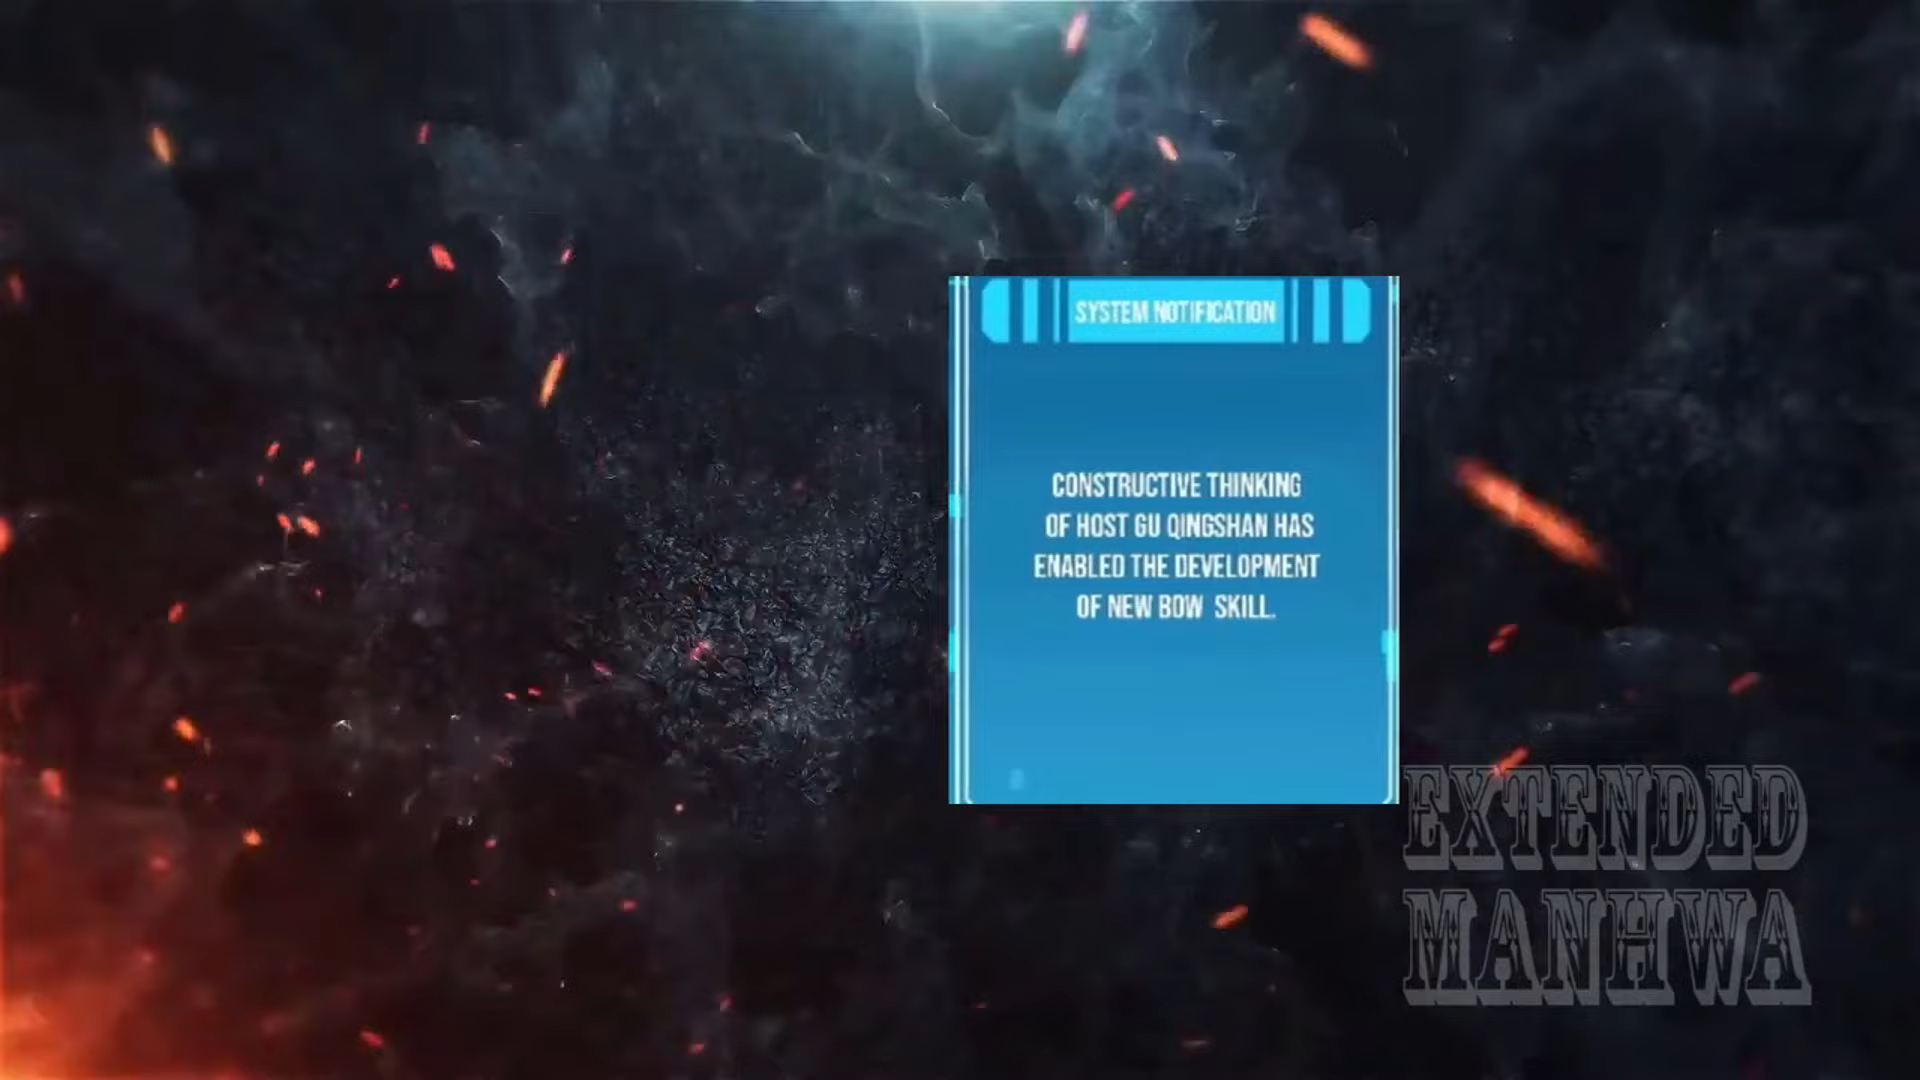 SYSTEM NOTIFICATION
CONSTRUCTIVE THINKING
OF HOST GU QINGSHAN HAS
ENABLED THE DEVELOPMENT
OF NEW BOW SKILL.
EXTENDED
MANHWA